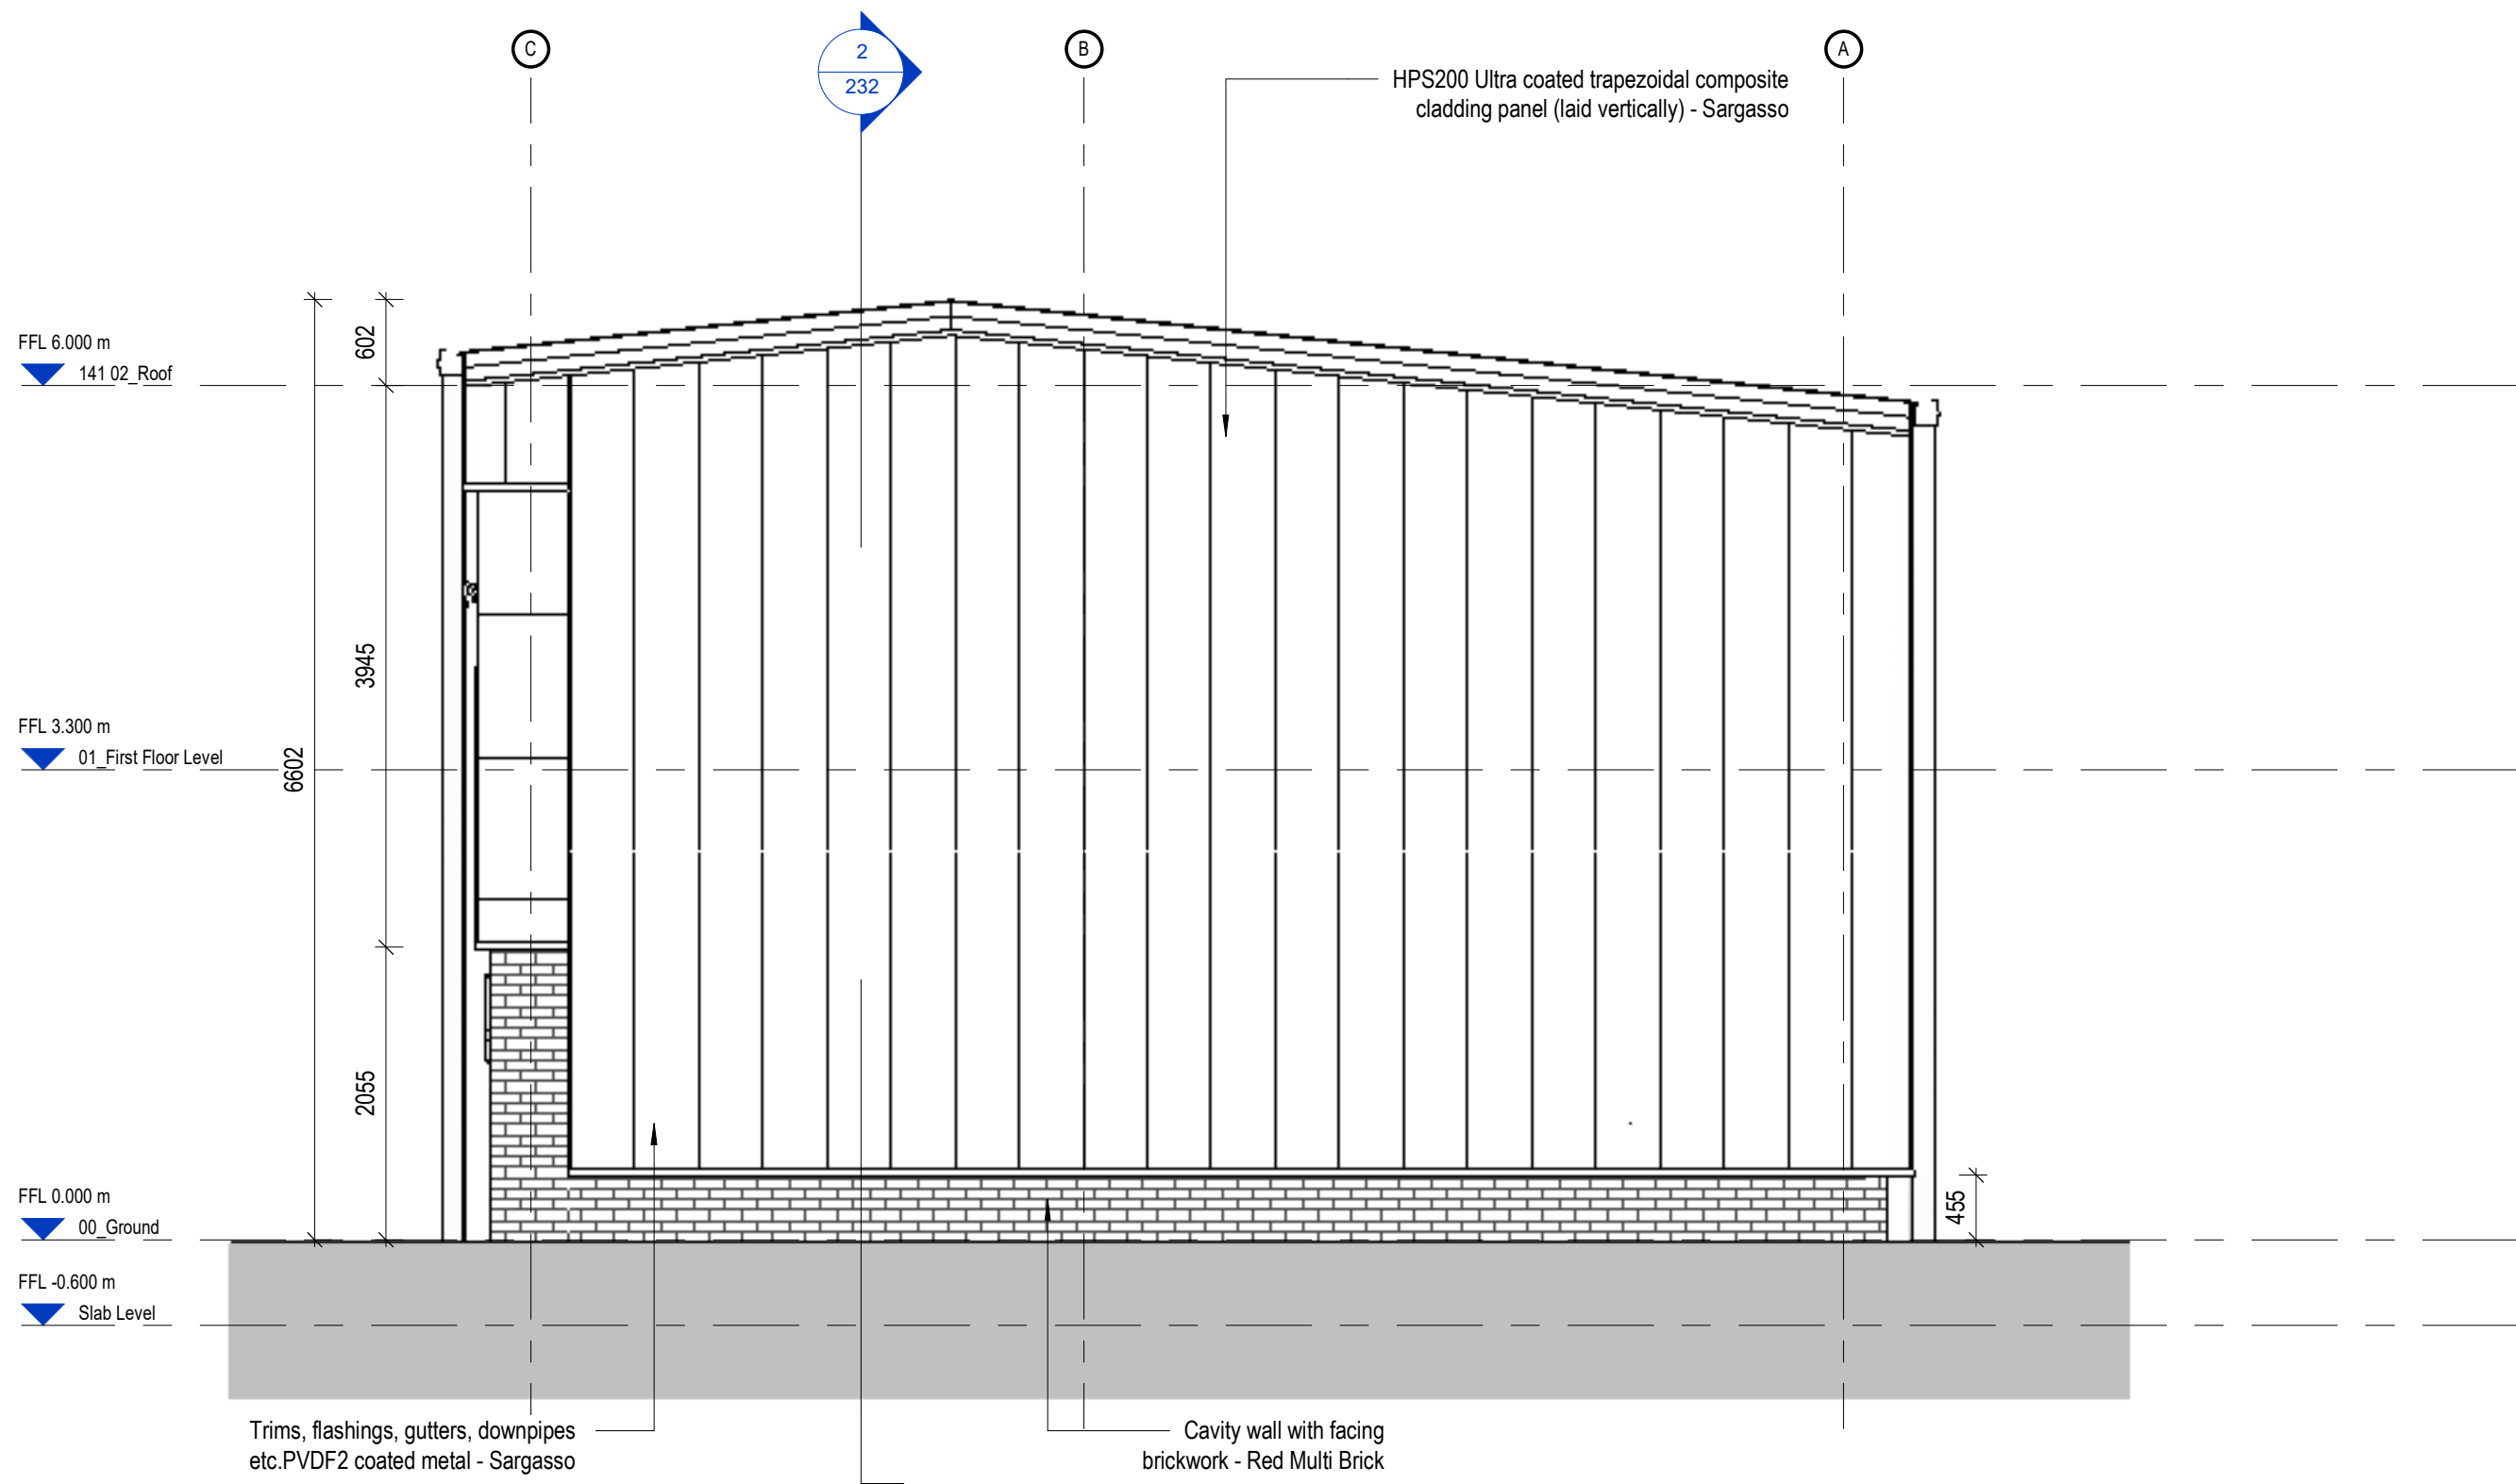 C
2
232
B
A
HPS200 Ultra coated trapezoidal composite
cladding panel (laid vertically) - Sargasso
FFL 6.000 m
141 02_Roof
602
3945
FFL 3.300 m
01_First Floor Level
6602
2055
FFL 0.000 m
00_Ground
455
FFL -0.600 m
Slab Level
Trims, flashings, gutters, downpipes
etc.PVDF2 coated metal - Sargasso
Cavity wall with facing
brickwork - Red Multi Brick